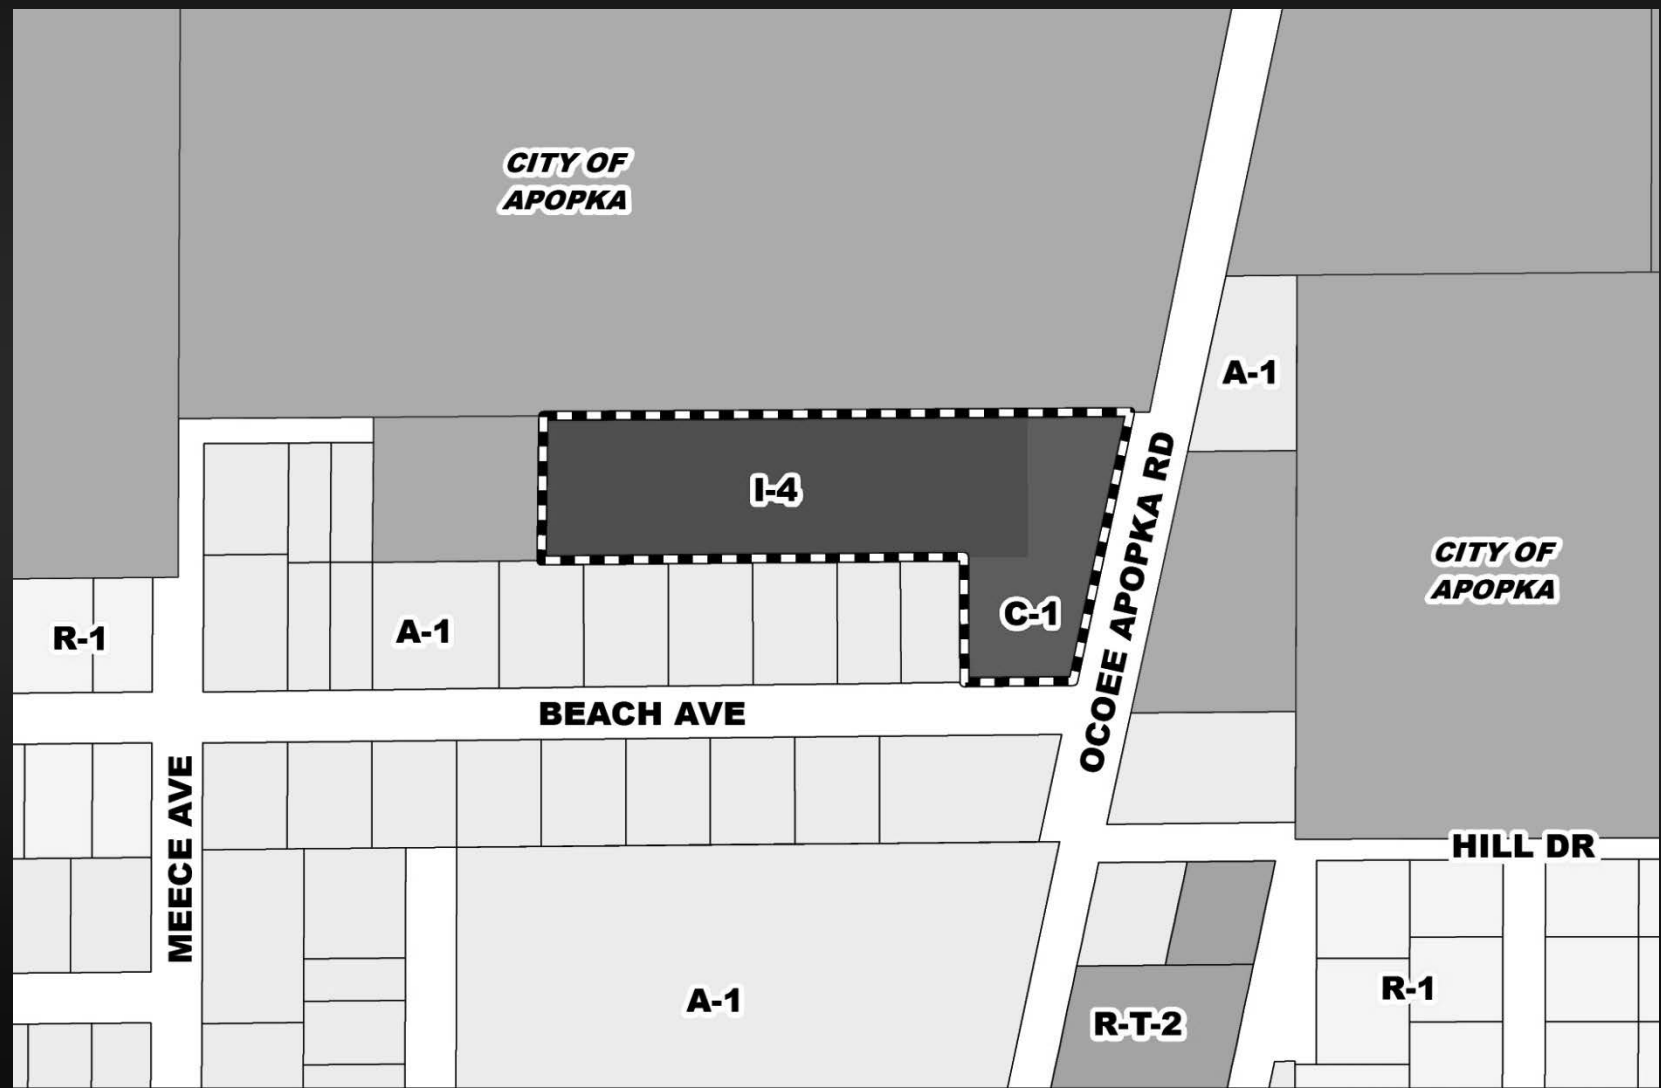 CITY OF
APOPKA
A-1
I-4
OCOEE APOPKA RD
CITY OF
APOPKA
C-1
A-1
R-1
BEACH AVE
MEECE AVE
HILL DR
R-1
A-1
R-T-2